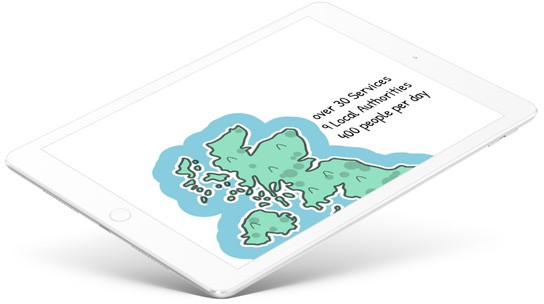 over 30 Services
9 Local Authorities
400 people per day